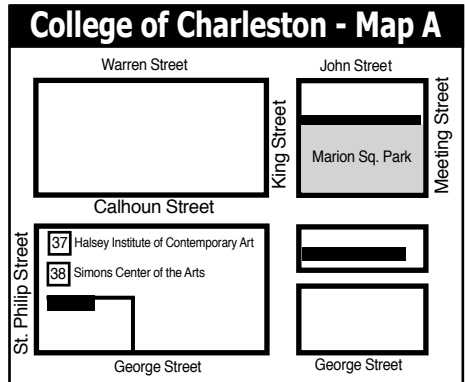 College of Charleston - Map A
Warren Street
John Street
King Street
Meeting Street
Marion Sq. Park
Calhoun Street
St. Philip Street
37 Halsey Institute of Contemporary Art
38 Simons Center of the Arts
George Street
George Street